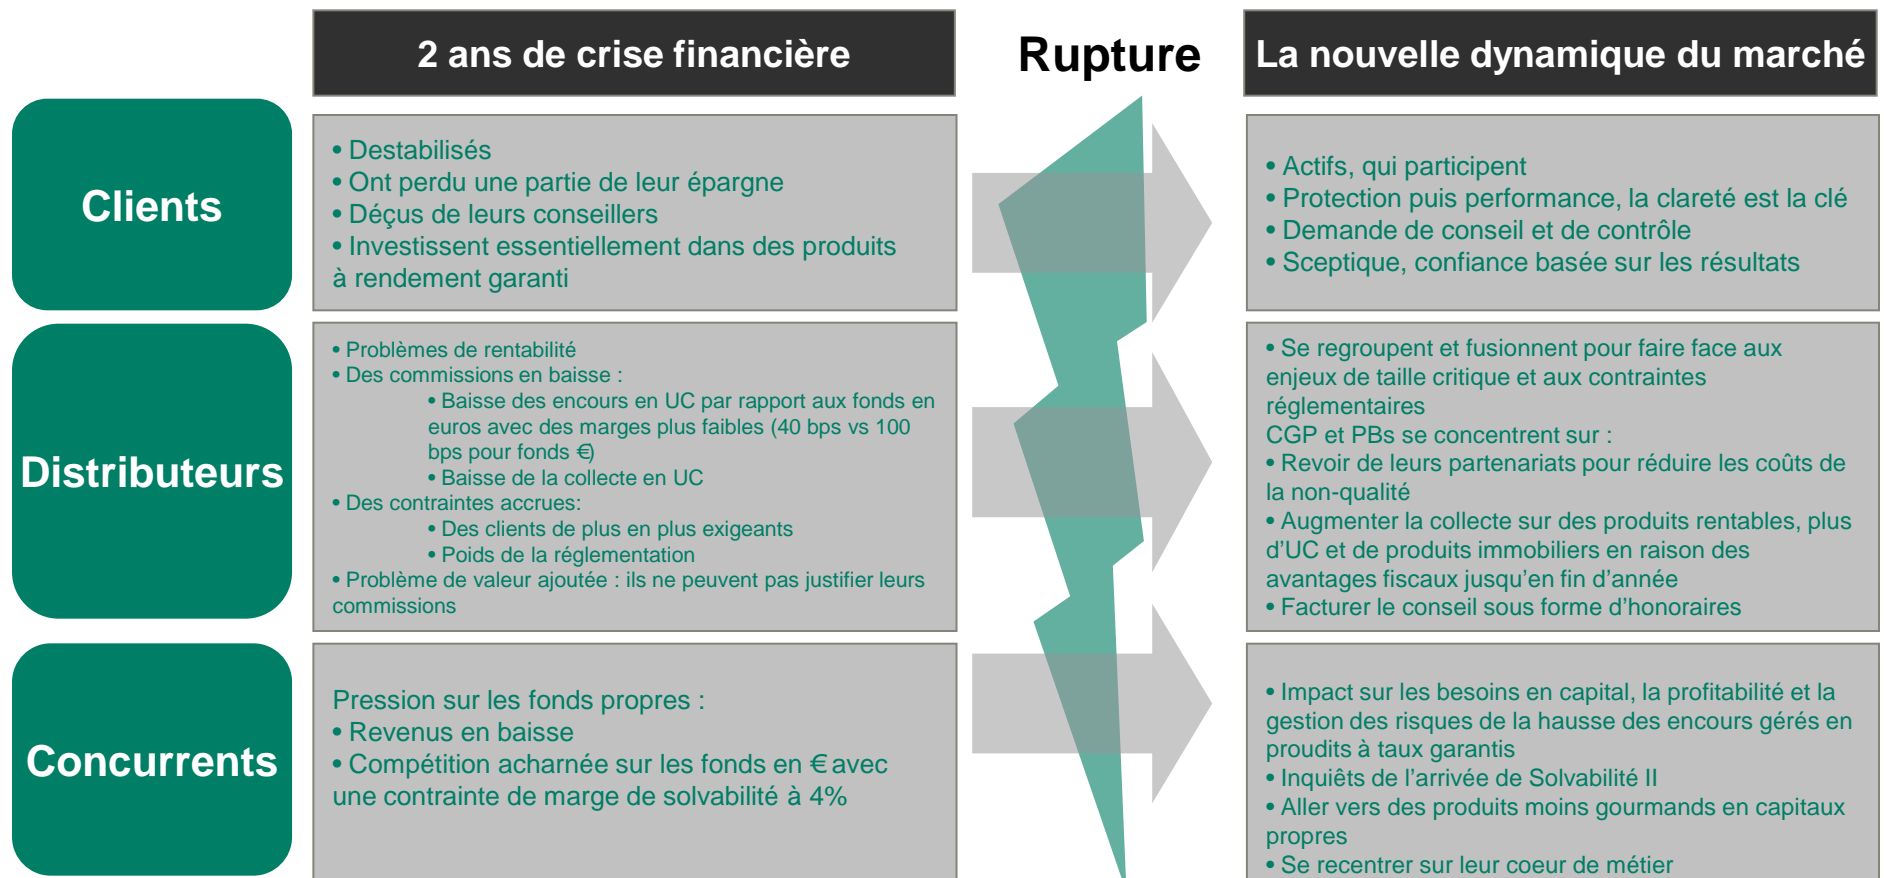 2 ans de crise financière
Rupture
La nouvelle dynamique du marché
Clients
• Destabilisés
• Ont perdu une partie de leur épargne
• Déçus de leurs conseillers
• Investissent essentiellement dans des produits
à rendement garanti
• Actifs, qui participent
• Protection puis performance, la clareté est la clé
• Demande de conseil et de contrôle
• Sceptique, confiance basée sur les résultats
Distributeurs
• Problèmes de rentabilité
• Des commissions en baisse :
• Baisse des encours en UC par rapport aux fonds en
euros avec des marges plus faibles (40 bps vs 100
bps pour fonds €)
• Baisse de la collecte en UC
• Des contraintes accrues:
• Des clients de plus en plus exigeants
• Poids de la réglementation
• Problème de valeur ajoutée : ils ne peuvent pas justifier leurs
commissions
• Se regroupent et fusionnent pour faire face aux
enjeux de taille critique et aux contraintes
réglementaires
CGP et PBs se concentrent sur :
• Revoir de leurs partenariats pour réduire les coûts de
la non-qualité
• Augmenter la collecte sur des produits rentables, plus
d’UC et de produits immobiliers en raison des
avantages fiscaux jusqu’en fin d’année
• Facturer le conseil sous forme d’honoraires
Concurrents
Pression sur les fonds propres :
• Revenus en baisse
• Compétition acharnée sur les fonds en € avec
une contrainte de marge de solvabilité à 4%
• Impact sur les besoins en capital, la profitabilité et la
gestion des risques de la hausse des encours gérés en
proudits à taux garantis
• Inquiêts de l’arrivée de Solvabilité II
• Aller vers des produits moins gourmands en capitaux
propres
• Se recentrer sur leur coeur de métier